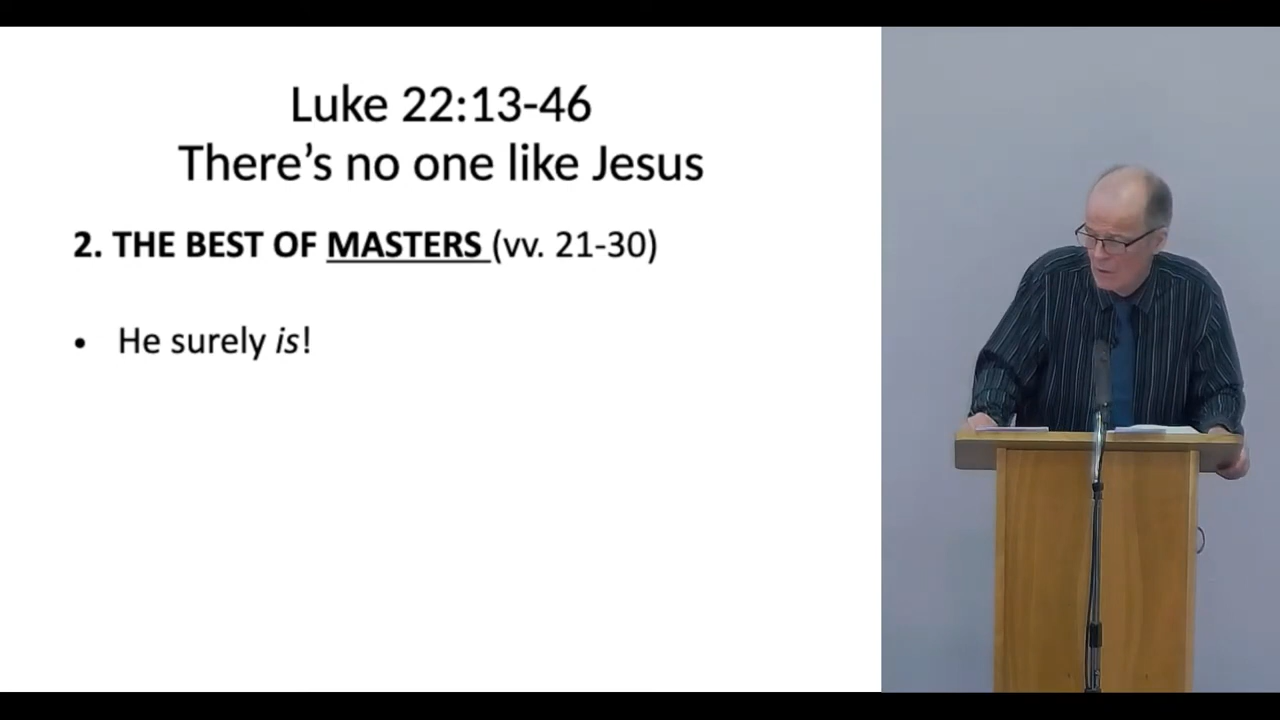 Luke 22:13-46
There’s no one like Jesus
2. THE BEST OF MASTERS (vv. 21-30)
• He surely is!